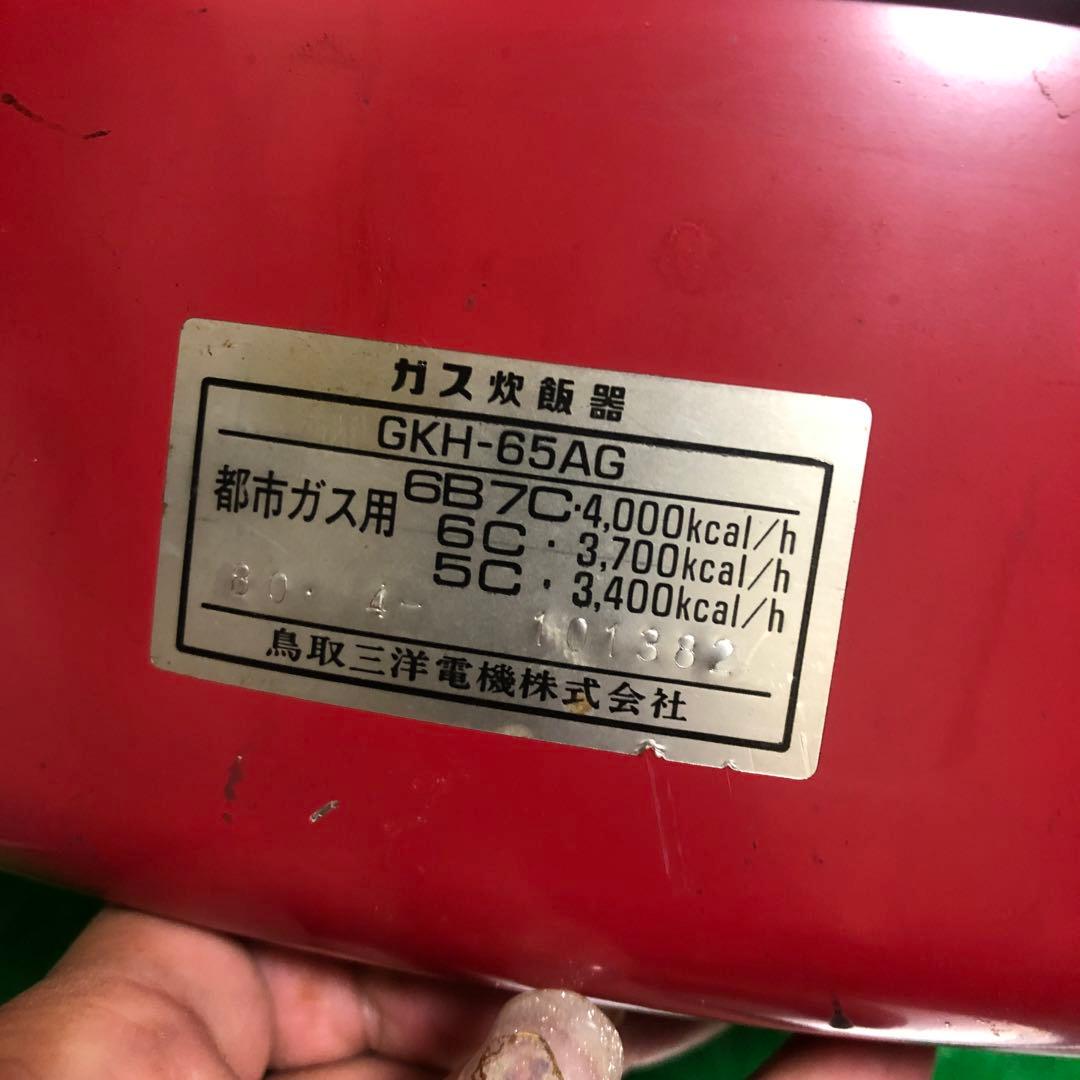 ガス炊飯器
GKH-65AG
都市ガス用 6B7C・4,000kcal/h
6C・3,700kcal/h
5C・3,400kcal/h
80. 4- 101382
鳥取三洋電機株式会社